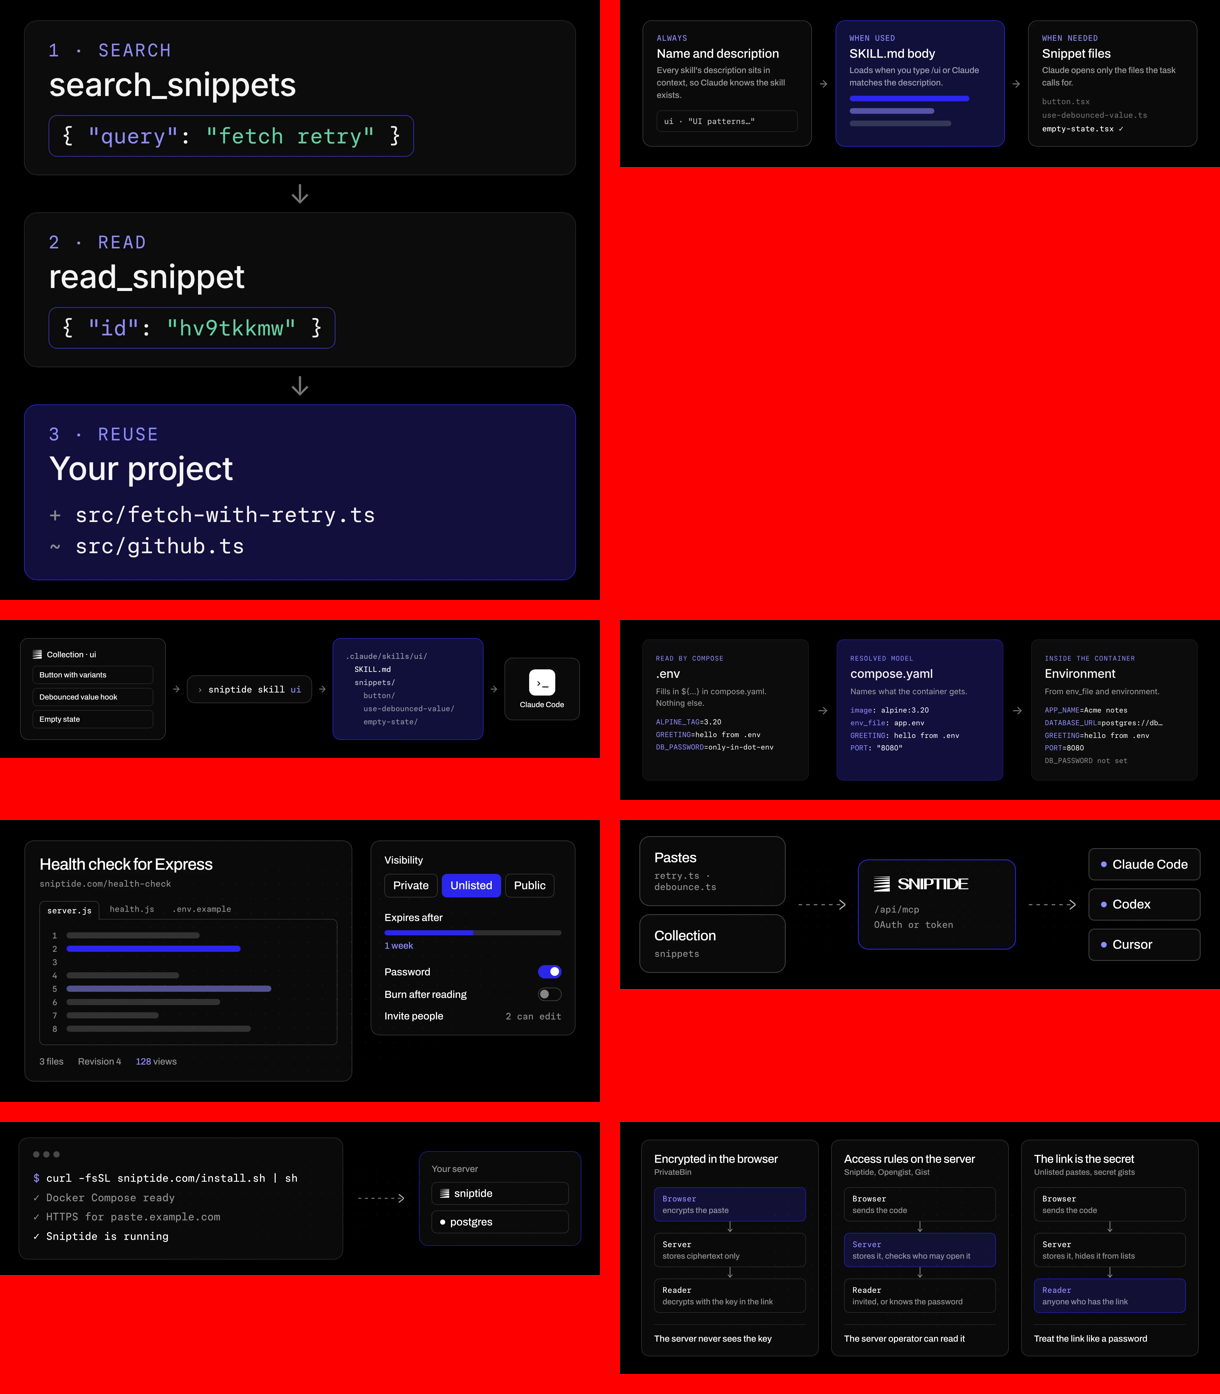 1 · SEARCH
search_snippets
{ "query": "fetch retry" }
2 · READ
read_snippet
{ "id": "hv9tkkmw" }
3 · REUSE
Your project
+ src/fetch-with-retry.ts
~ src/github.ts
ALWAYS
Name and description
Every skill's description sits in
context, so Claude knows the skill
exists.
ui · "UI patterns…"
WHEN USED
SKILL.md body
Loads when you type /ui or Claude
matches the description.
WHEN NEEDED
Snippet files
Claude opens only the files the task
calls for.
button.tsx
use-debounced-value.ts
empty-state.tsx ✓
Collection · ui
Button with variants
Debounced value hook
Empty state
› sniptide skill ui
.claude/skills/ui/
SKILL.md
snippets/
button/
use-debounced-value/
empty-state/
›_
Claude Code
READ BY COMPOSE
.env
Fills in ${...} in compose.yaml.
Nothing else.
ALPINE_TAG=3.20
GREETING=hello from .env
DB_PASSWORD=only-in-dot-env
RESOLVED MODEL
compose.yaml
Names what the container gets.
image: alpine:3.20
env_file: app.env
GREETING: hello from .env
PORT: "8080"
INSIDE THE CONTAINER
Environment
From env_file and environment.
APP_NAME=Acme notes
DATABASE_URL=postgres://db…
GREETING=hello from .env
PORT=8080
DB_PASSWORD not set
Health check for Express
sniptide.com/health-check
server.js health.js .env.example
1
2
3
4
5
6
7
8
3 files Revision 4 128 views
Visibility
Private Unlisted Public
Expires after
1 week
Password
Burn after reading
Invite people 2 can edit
Pastes
retry.ts ·
debounce.ts
Collection
snippets
SNIPTIDE
/api/mcp
OAuth or token
Claude Code
Codex
Cursor
$ curl -fsSL sniptide.com/install.sh | sh
✓ Docker Compose ready
✓ HTTPS for paste.example.com
✓ Sniptide is running
Your server
sniptide
postgres
Encrypted in the browser
PrivateBin
Browser
encrypts the paste
Server
stores ciphertext only
Reader
decrypts with the key in the link
The server never sees the key
Access rules on the server
Sniptide, Opengist, Gist
Browser
sends the code
Server
stores it, checks who may open it
Reader
invited, or knows the password
The server operator can read it
The link is the secret
Unlisted pastes, secret gists
Browser
sends the code
Server
stores it, hides it from lists
Reader
anyone who has the link
Treat the link like a password